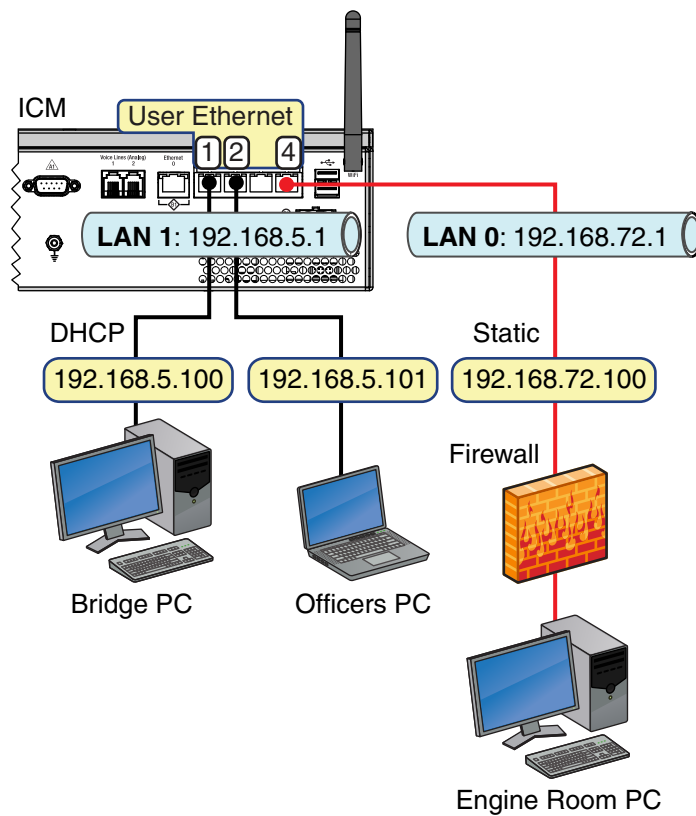 ICM
User Ethernet
1 2 4
Voice Lines (Analog)
1 2
Ethernet
0
WiFi
LAN 1: 192.168.5.1
LAN 0: 192.168.72.1
DHCP
Static
192.168.5.100
192.168.5.101
192.168.72.100
Firewall
Bridge PC
Officers PC
Engine Room PC